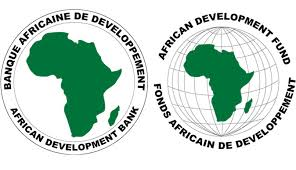 BANQUE AFRICAINE DE DEVELOPPEMENT
AFRICAN DEVELOPMENT BANK
AFRICAN DEVELOPMENT FUND
FONDS AFRICAIN DE DEVELOPPEMENT